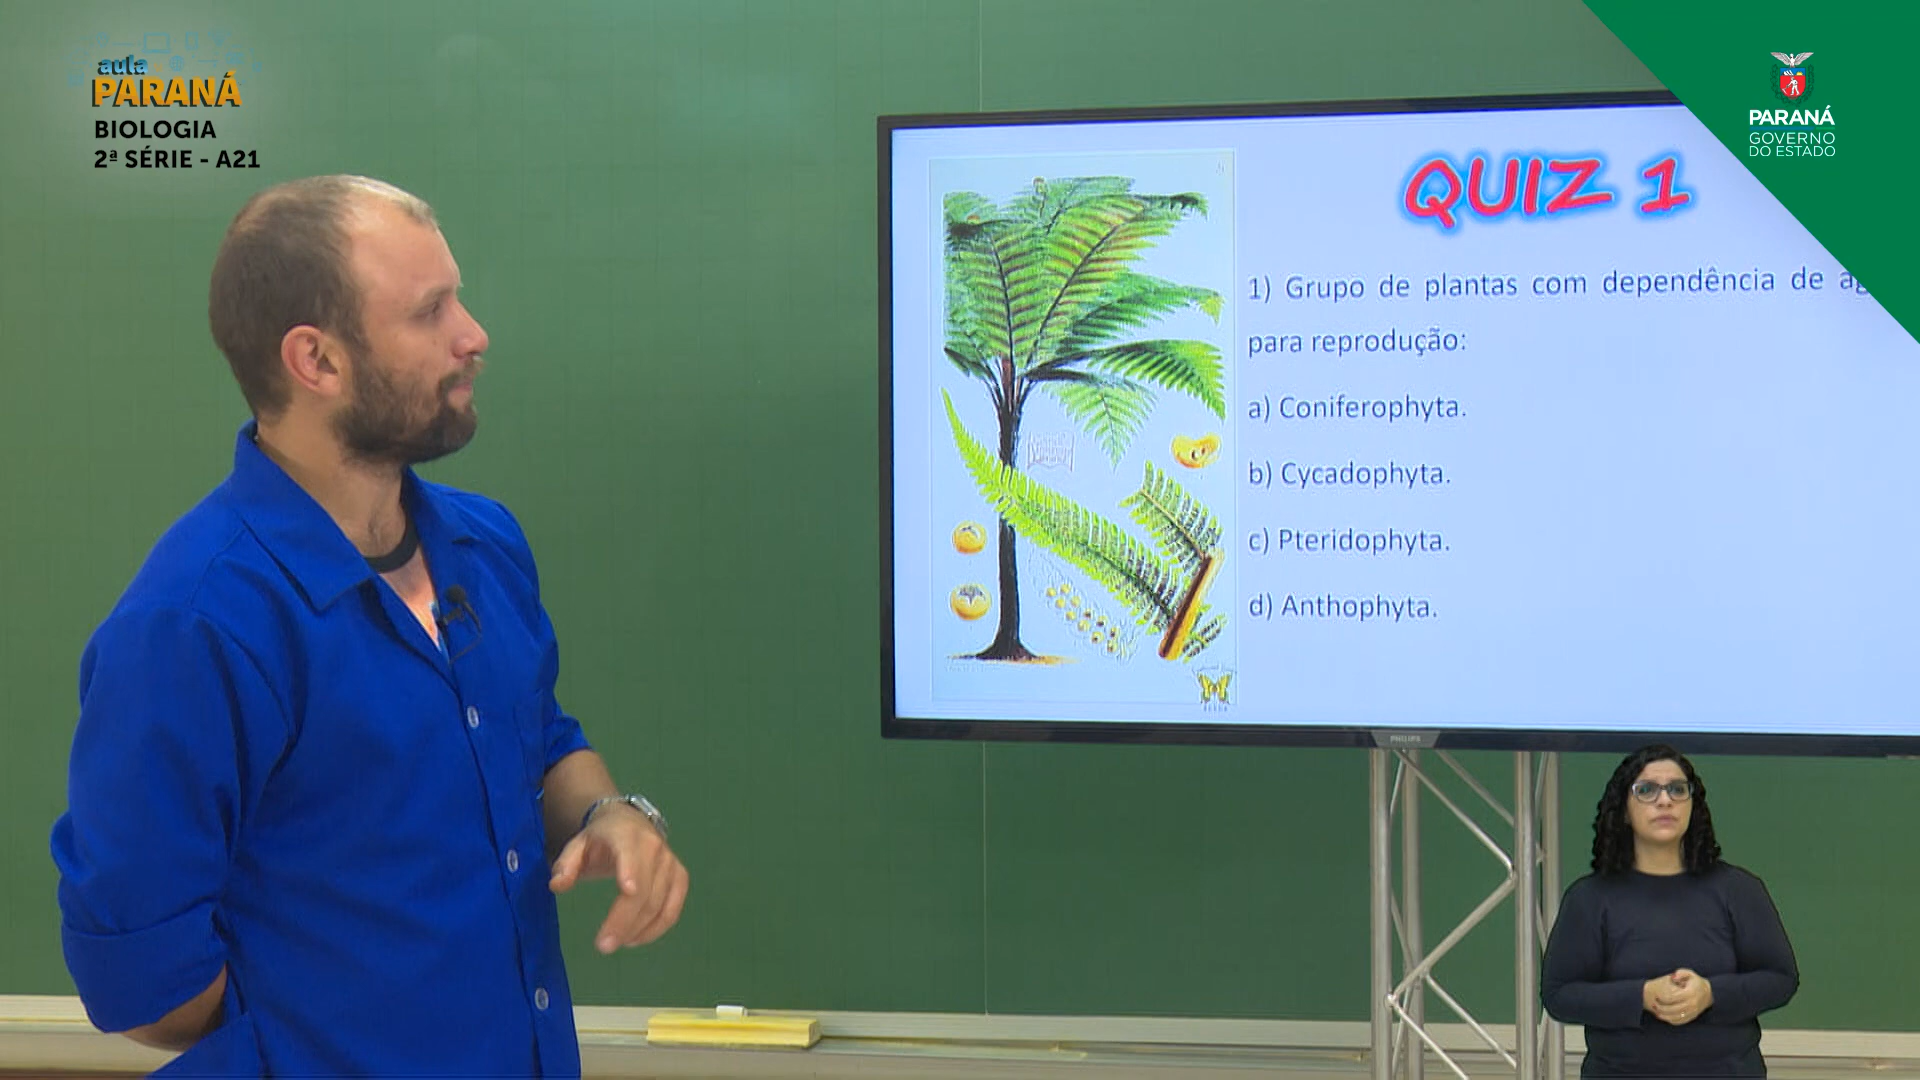 aula
PARANÁ
BIOLOGIA
2ª SÉRIE - A21
PARANÁ
GOVERNO
DO ESTADO
QUIZ 1
1) Grupo de plantas com dependência de
para reprodução:
a) Coniferophyta.
b) Cycadophyta.
c) Pteridophyta.
d) Anthophyta.
PHILIPS